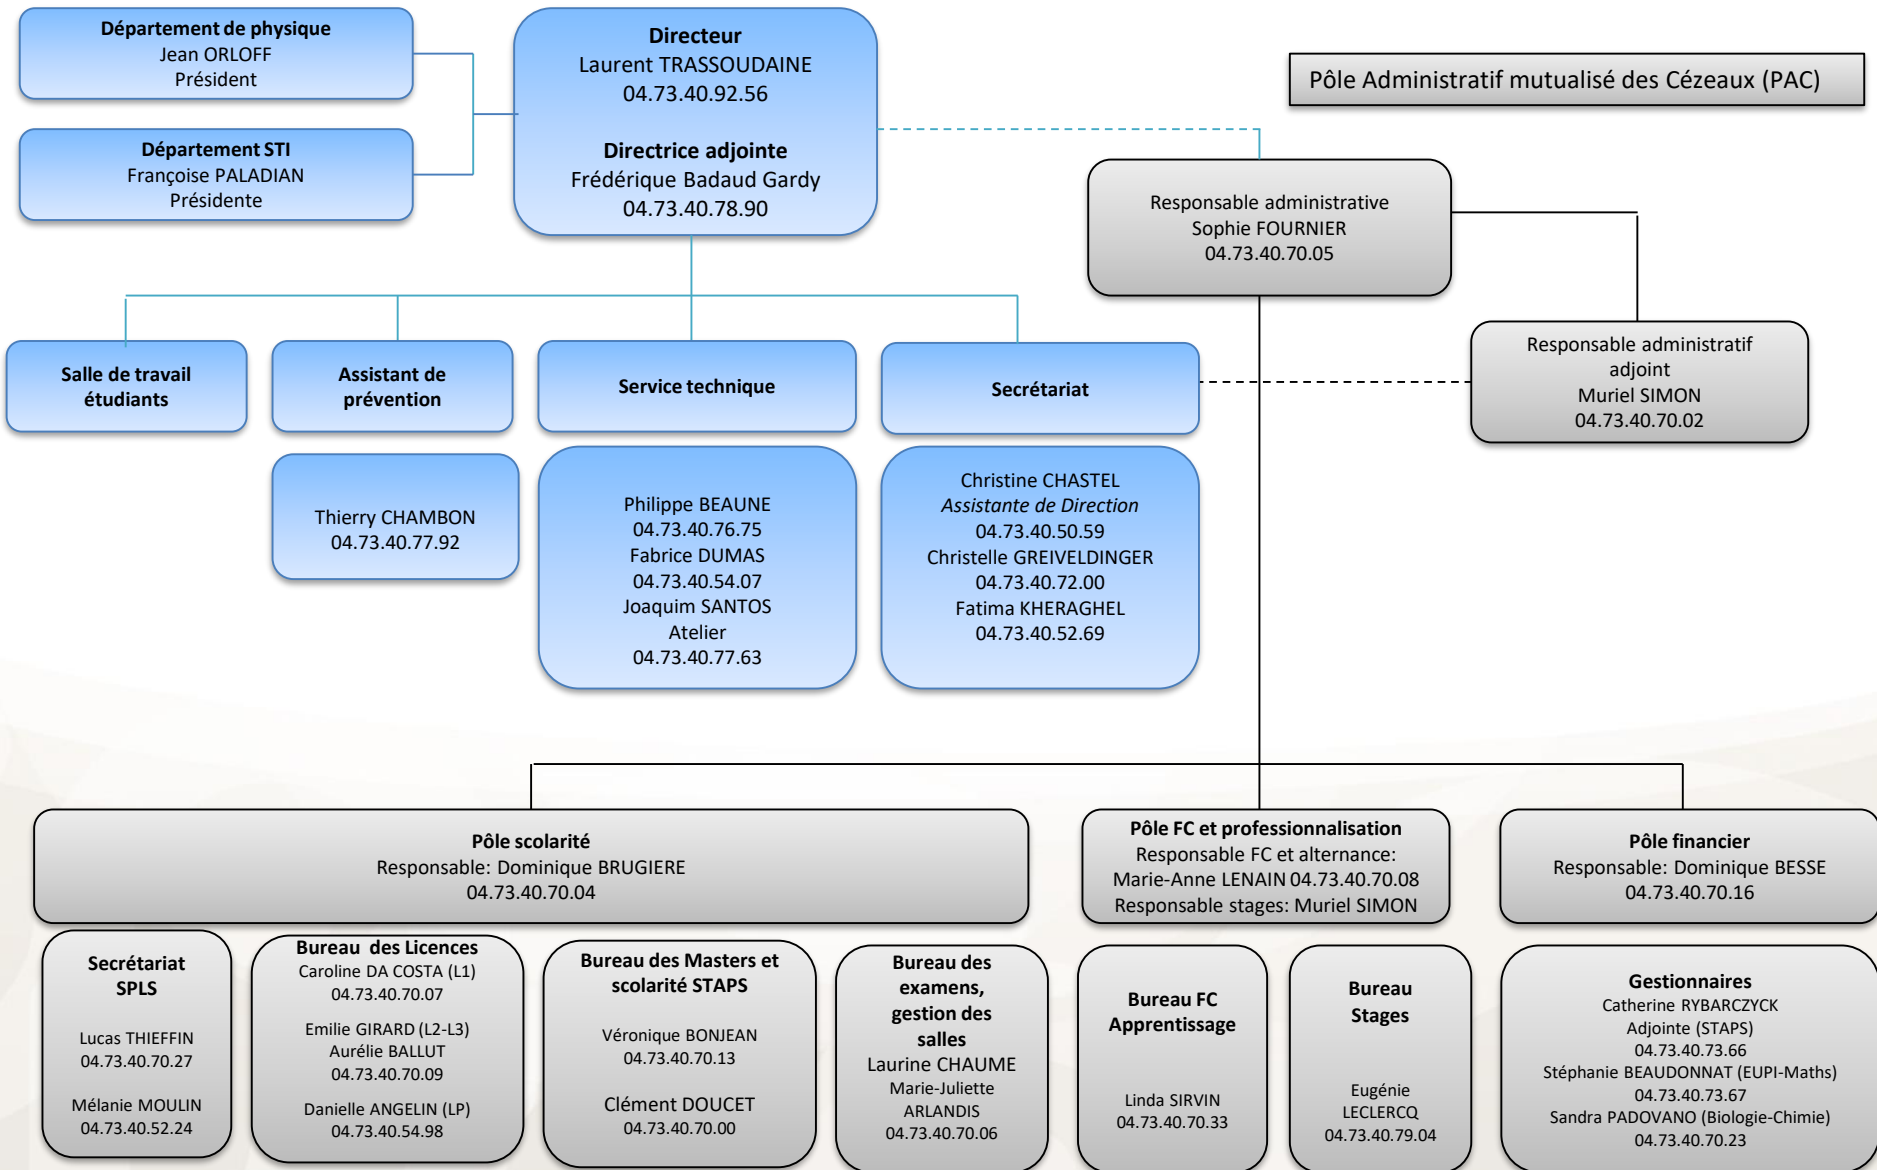 Département de physique
Jean ORLOFF
Président
Département STI
Françoise PALADIAN
Présidente
Directeur
Laurent TRASSOUDAINE
04.73.40.92.56
Directrice adjointe
Frédérique Badaud Gardy
04.73.40.78.90
Pôle Administratif mutualisé des Cézeaux (PAC)
Responsable administrative
Sophie FOURNIER
04.73.40.70.05
Responsable administratif
adjoint
Muriel SIMON
04.73.40.70.02
Salle de travail
étudiants
Assistant de
prévention
Service technique
Secrétariat
Thierry CHAMBON
04.73.40.77.92
Philippe BEAUNE
04.73.40.76.75
Fabrice DUMAS
04.73.40.54.07
Joaquim SANTOS
Atelier
04.73.40.77.63
Christine CHASTEL
Assistante de Direction
04.73.40.50.59
Christelle GREIVELDINGER
04.73.40.72.00
Fatima KHERAGHEL
04.73.40.52.69
Pôle scolarité
Responsable: Dominique BRUGIERE
04.73.40.70.04
Pôle FC et professionnalisation
Responsable FC et alternance:
Marie-Anne LENAIN 04.73.40.70.08
Responsable stages: Muriel SIMON
Pôle financier
Responsable: Dominique BESSE
04.73.40.70.16
Secrétariat
SPLS
Lucas THIEFFIN
04.73.40.70.27
Mélanie MOULIN
04.73.40.52.24
Bureau des Licences
Caroline DA COSTA (L1)
04.73.40.70.07
Emilie GIRARD (L2-L3)
Aurélie BALLUT
04.73.40.70.09
Danielle ANGELIN (LP)
04.73.40.54.98
Bureau des Masters et
scolarité STAPS
Véronique BONJEAN
04.73.40.70.13
Clément DOUCET
04.73.40.70.00
Bureau des
examens,
gestion des
salles
Laurine CHAUME
Marie-Juliette
ARLANDIS
04.73.40.70.06
Bureau FC
Apprentissage
Linda SIRVIN
04.73.40.70.33
Bureau
Stages
Eugénie
LECLERCQ
04.73.40.79.04
Gestionnaires
Catherine RYBARCZYCK
Adjointe (STAPS)
04.73.40.73.66
Stéphanie BEAUDONNAT (EUPI-Maths)
04.73.40.73.67
Sandra PADOVANO (Biologie-Chimie)
04.73.40.70.23